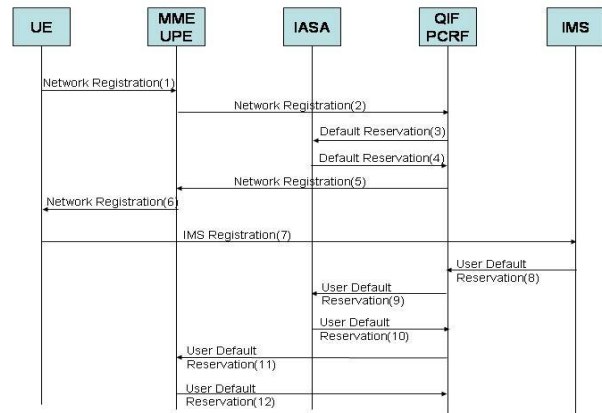 UE
MME
UPE
IASA
QIF
PCRF
IMS
Network Registration(1)
Network Registration(2)
Default Reservation(3)
Default Reservation(4)
Network Registration(5)
Network Registration(6)
IMS Registration(7)
User Default
Reservation(8)
User Default
Reservation(9)
User Default
Reservation(10)
User Default
Reservation(11)
User Default
Reservation(12)